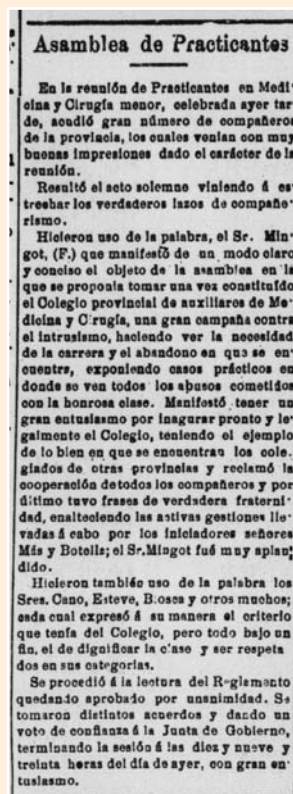 Asamblea de Practicantes
En la reunión de Practicantes en Medi
cina y Cirugía menor, celebrada ayer tar
de, acudió gran número de compañeros
de la provincia, los cuales venían con muy
buenas impresiones dado el carácter de la
reunión.
Resultó el acto solemne viniendo á es
trechar los verdaderos lazos de compañe-
rismo.
Hicieron uso de la palabra, el Sr. Min-
got, (F.) que manifestó de un modo claro
y conciso el objeto de la asamblea en la
que se proponía tomar una vez constituído
el Colegio provincial de auxiliares de Me-
dicina y Cirugía, una gran campaña contra
el intrusismo, haciendo ver la necesidad
de la carrera y el abandono en que se en-
cuentra, exponiendo casos prácticos en
donde se ven todos los abusos cometidos
con la honrosa clase. Manifestó tener un
gran entusiasmo por inagurar pronto y le-
galmente el Colegio, teniendo el ejemplo
de lo bien en que se encuentran los cole.
giados de otras provincias y reclamó la
cooperación de todos los compañeros y por
último tuvo frases de verdadera fraterni-
dad, enalteciendo las activas gestiones lle-
vadas á cabo por los iniciadores señores
Más y Botella; el Sr. Mingot fué muy aplau-
dido.
Hicieron también uso de la palabra los
Sres. Cano, Esteve, Biosca y otros muchos;
cada cual expresó á su manera el criterio
que tenía del Colegio, pero todo bajo un
fin, el de dignificar la clase y ser respeta
dos en sus categorías.
Se procedió á la lectura del Reglamento
quedando aprobado por unanimidad. Se
tomaron distintos acuerdos y dando un
voto de confianza á la Junta de Gobierno,
terminando la sesión á las diez y nueve y
treinta horas del día de ayer, con gran en-
tusiasmo.